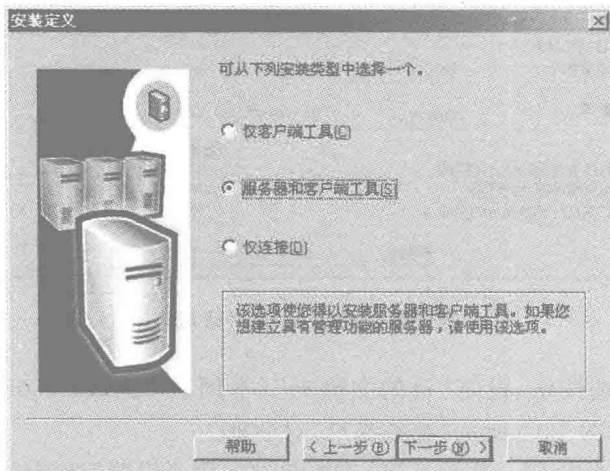 安装定义
可从下列安装类型中选择一个。
仅客户端工具(C)
服务器和客户端工具(S)
仅连接(D)
该选项使您得以安装服务器和客户端工具。如果您
想建立具有管理功能的服务器，请使用该选项。
帮助
< 上一步(B)
下一步(N) >
取消